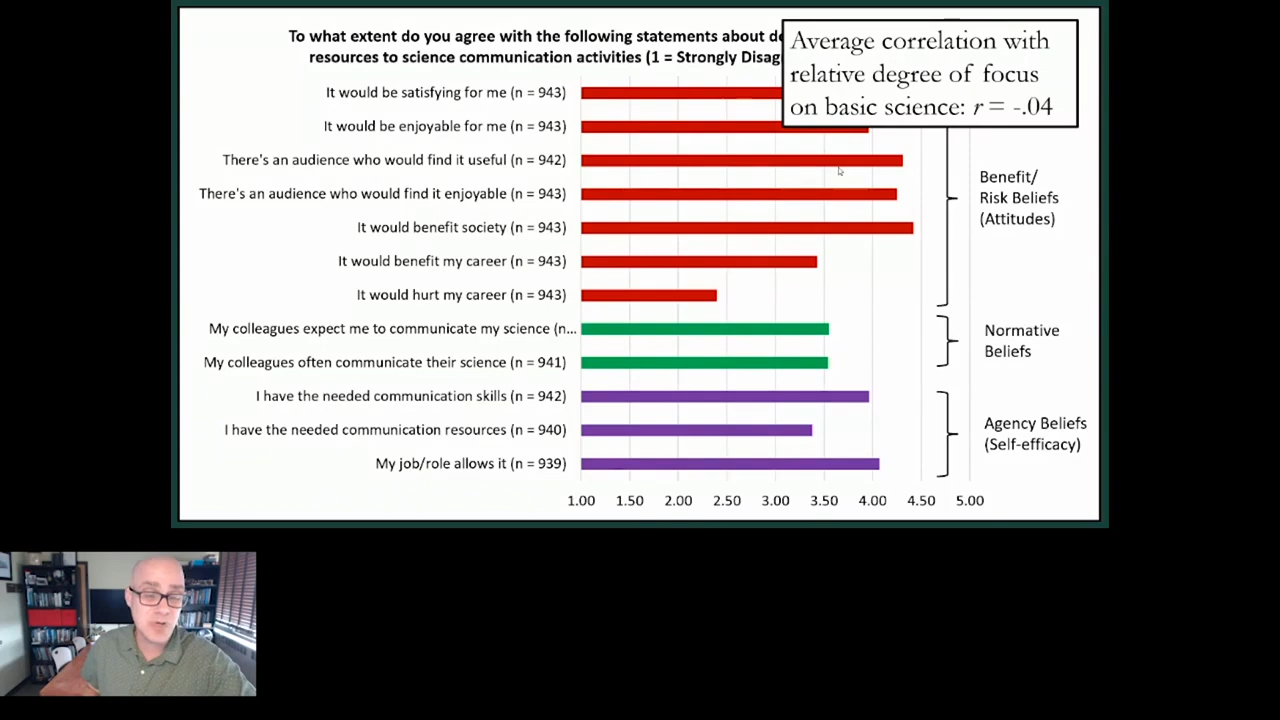 To what extent do you agree with the following statements about
resources to science communication activities (1 = Strongly
Average correlation with
relative degree of focus
on basic science: r = -.04
It would be satisfying for me (n = 943)
It would be enjoyable for me (n = 943)
There's an audience who would find it useful (n = 942)
There's an audience who would find it enjoyable (n = 943)
It would benefit society (n = 943)
It would benefit my career (n = 943)
It would hurt my career (n = 943)
Benefit/
Risk Beliefs
(Attitudes)
My colleagues expect me to communicate my science (n...
My colleagues often communicate their science (n = 941)
Normative
Beliefs
I have the needed communication skills (n = 942)
I have the needed communication resources (n = 940)
My job/role allows it (n = 939)
Agency Beliefs
(Self-efficacy)
1.00 1.50 2.00 2.50 3.00 3.50 4.00 4.50 5.00